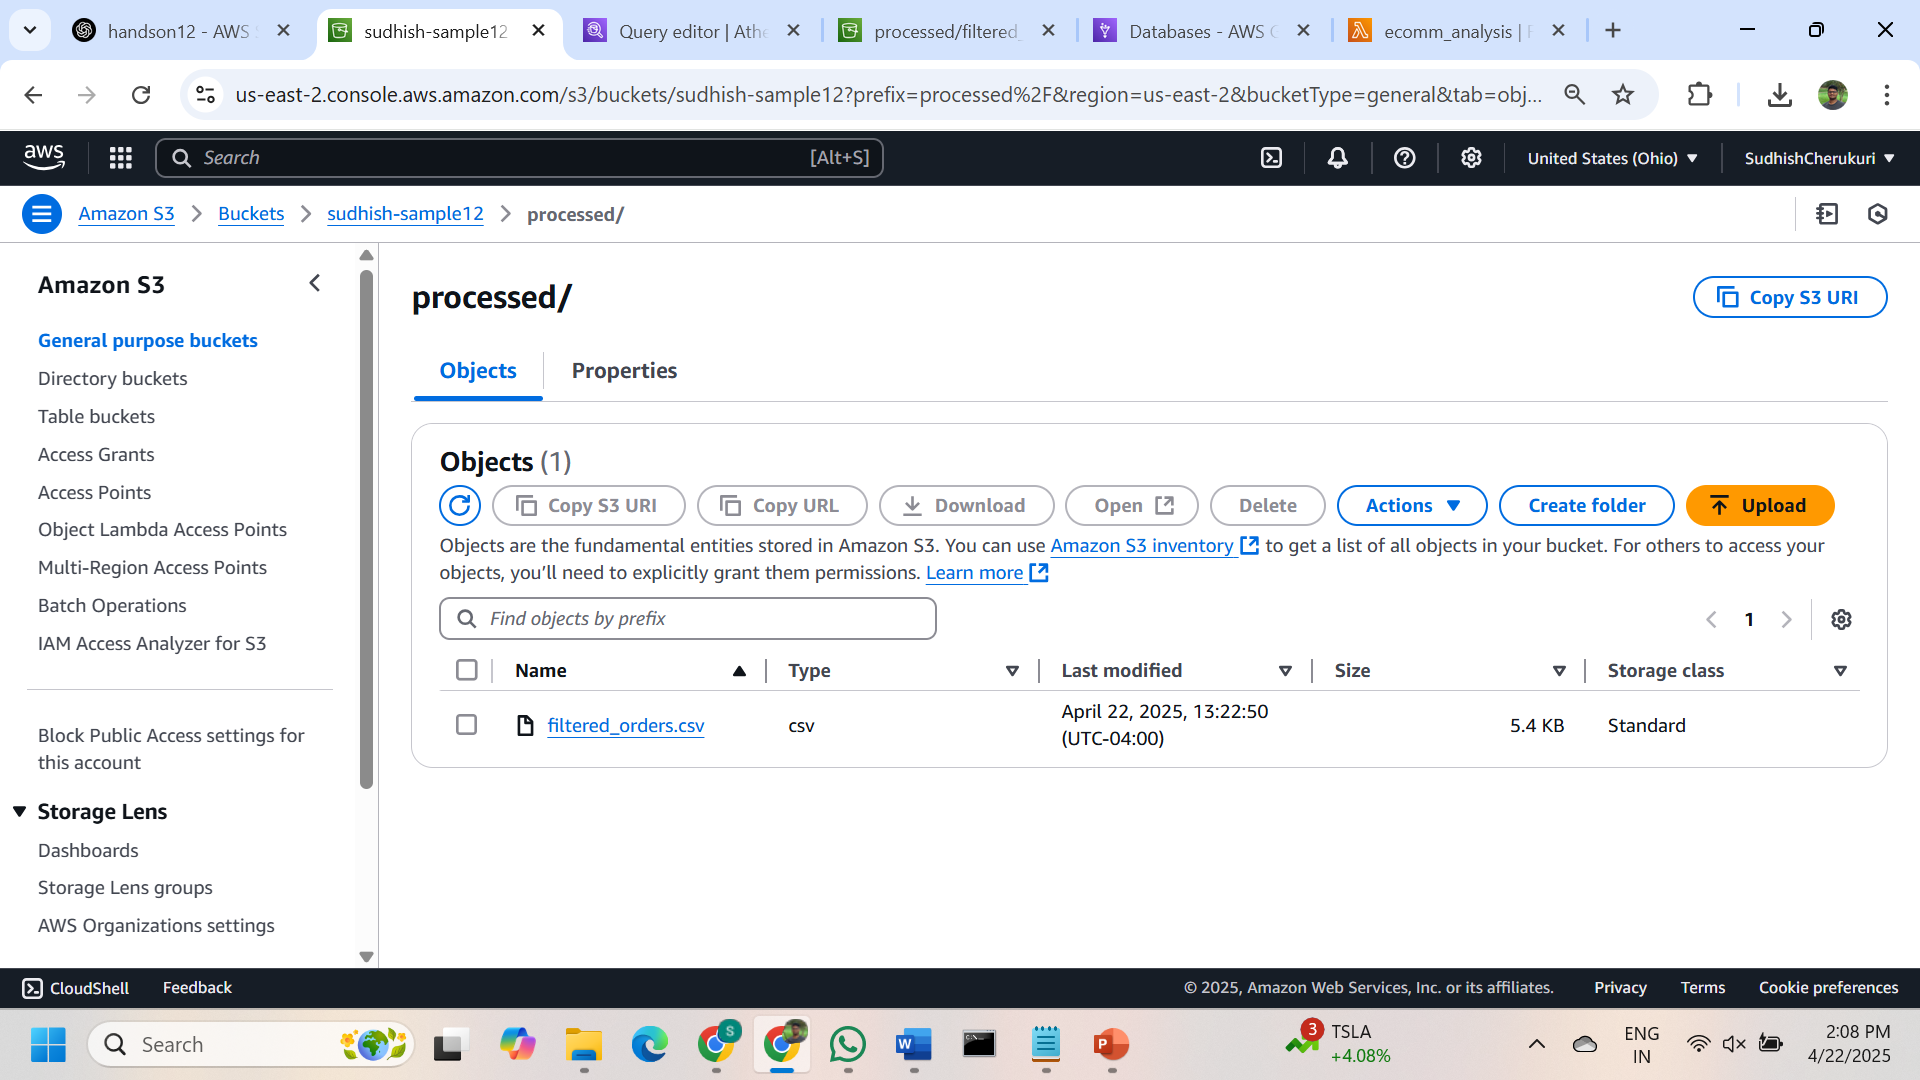 handson12 - AWS
sudhish-sample12
Query editor | Athe
processed/filtered_
Databases - AWS
ecomm_analysis |
us-east-2.console.aws.amazon.com/s3/buckets/sudhish-sample12?prefix=processed%2F&region=us-east-2&bucketType=general&tab=obj...
aws
Search
[Alt+S]
United States (Ohio)
SudhishCherukuri
Amazon S3
Buckets
sudhish-sample12
processed/
Amazon S3
General purpose buckets
Directory buckets
Table buckets
Access Grants
Access Points
Object Lambda Access Points
Multi-Region Access Points
Batch Operations
IAM Access Analyzer for S3
Block Public Access settings for
this account
Storage Lens
Dashboards
Storage Lens groups
AWS Organizations settings
processed/
Copy S3 URI
Objects
Properties
Objects (1)
Copy S3 URI
Copy URL
Download
Open
Delete
Actions
Create folder
Upload
Objects are the fundamental entities stored in Amazon S3. You can use Amazon S3 inventory to get a list of all objects in your bucket. For others to access your
objects, you'll need to explicitly grant them permissions. Learn more
Find objects by prefix
1
Name
Type
Last modified
Size
Storage class
filtered_orders.csv
csv
April 22, 2025, 13:22:50
(UTC-04:00)
5.4 KB
Standard
CloudShell
Feedback
© 2025, Amazon Web Services, Inc. or its affiliates.
Privacy
Terms
Cookie preferences
Search
S
3
TSLA
+4.08%
ENG
IN
2:08 PM
4/22/2025